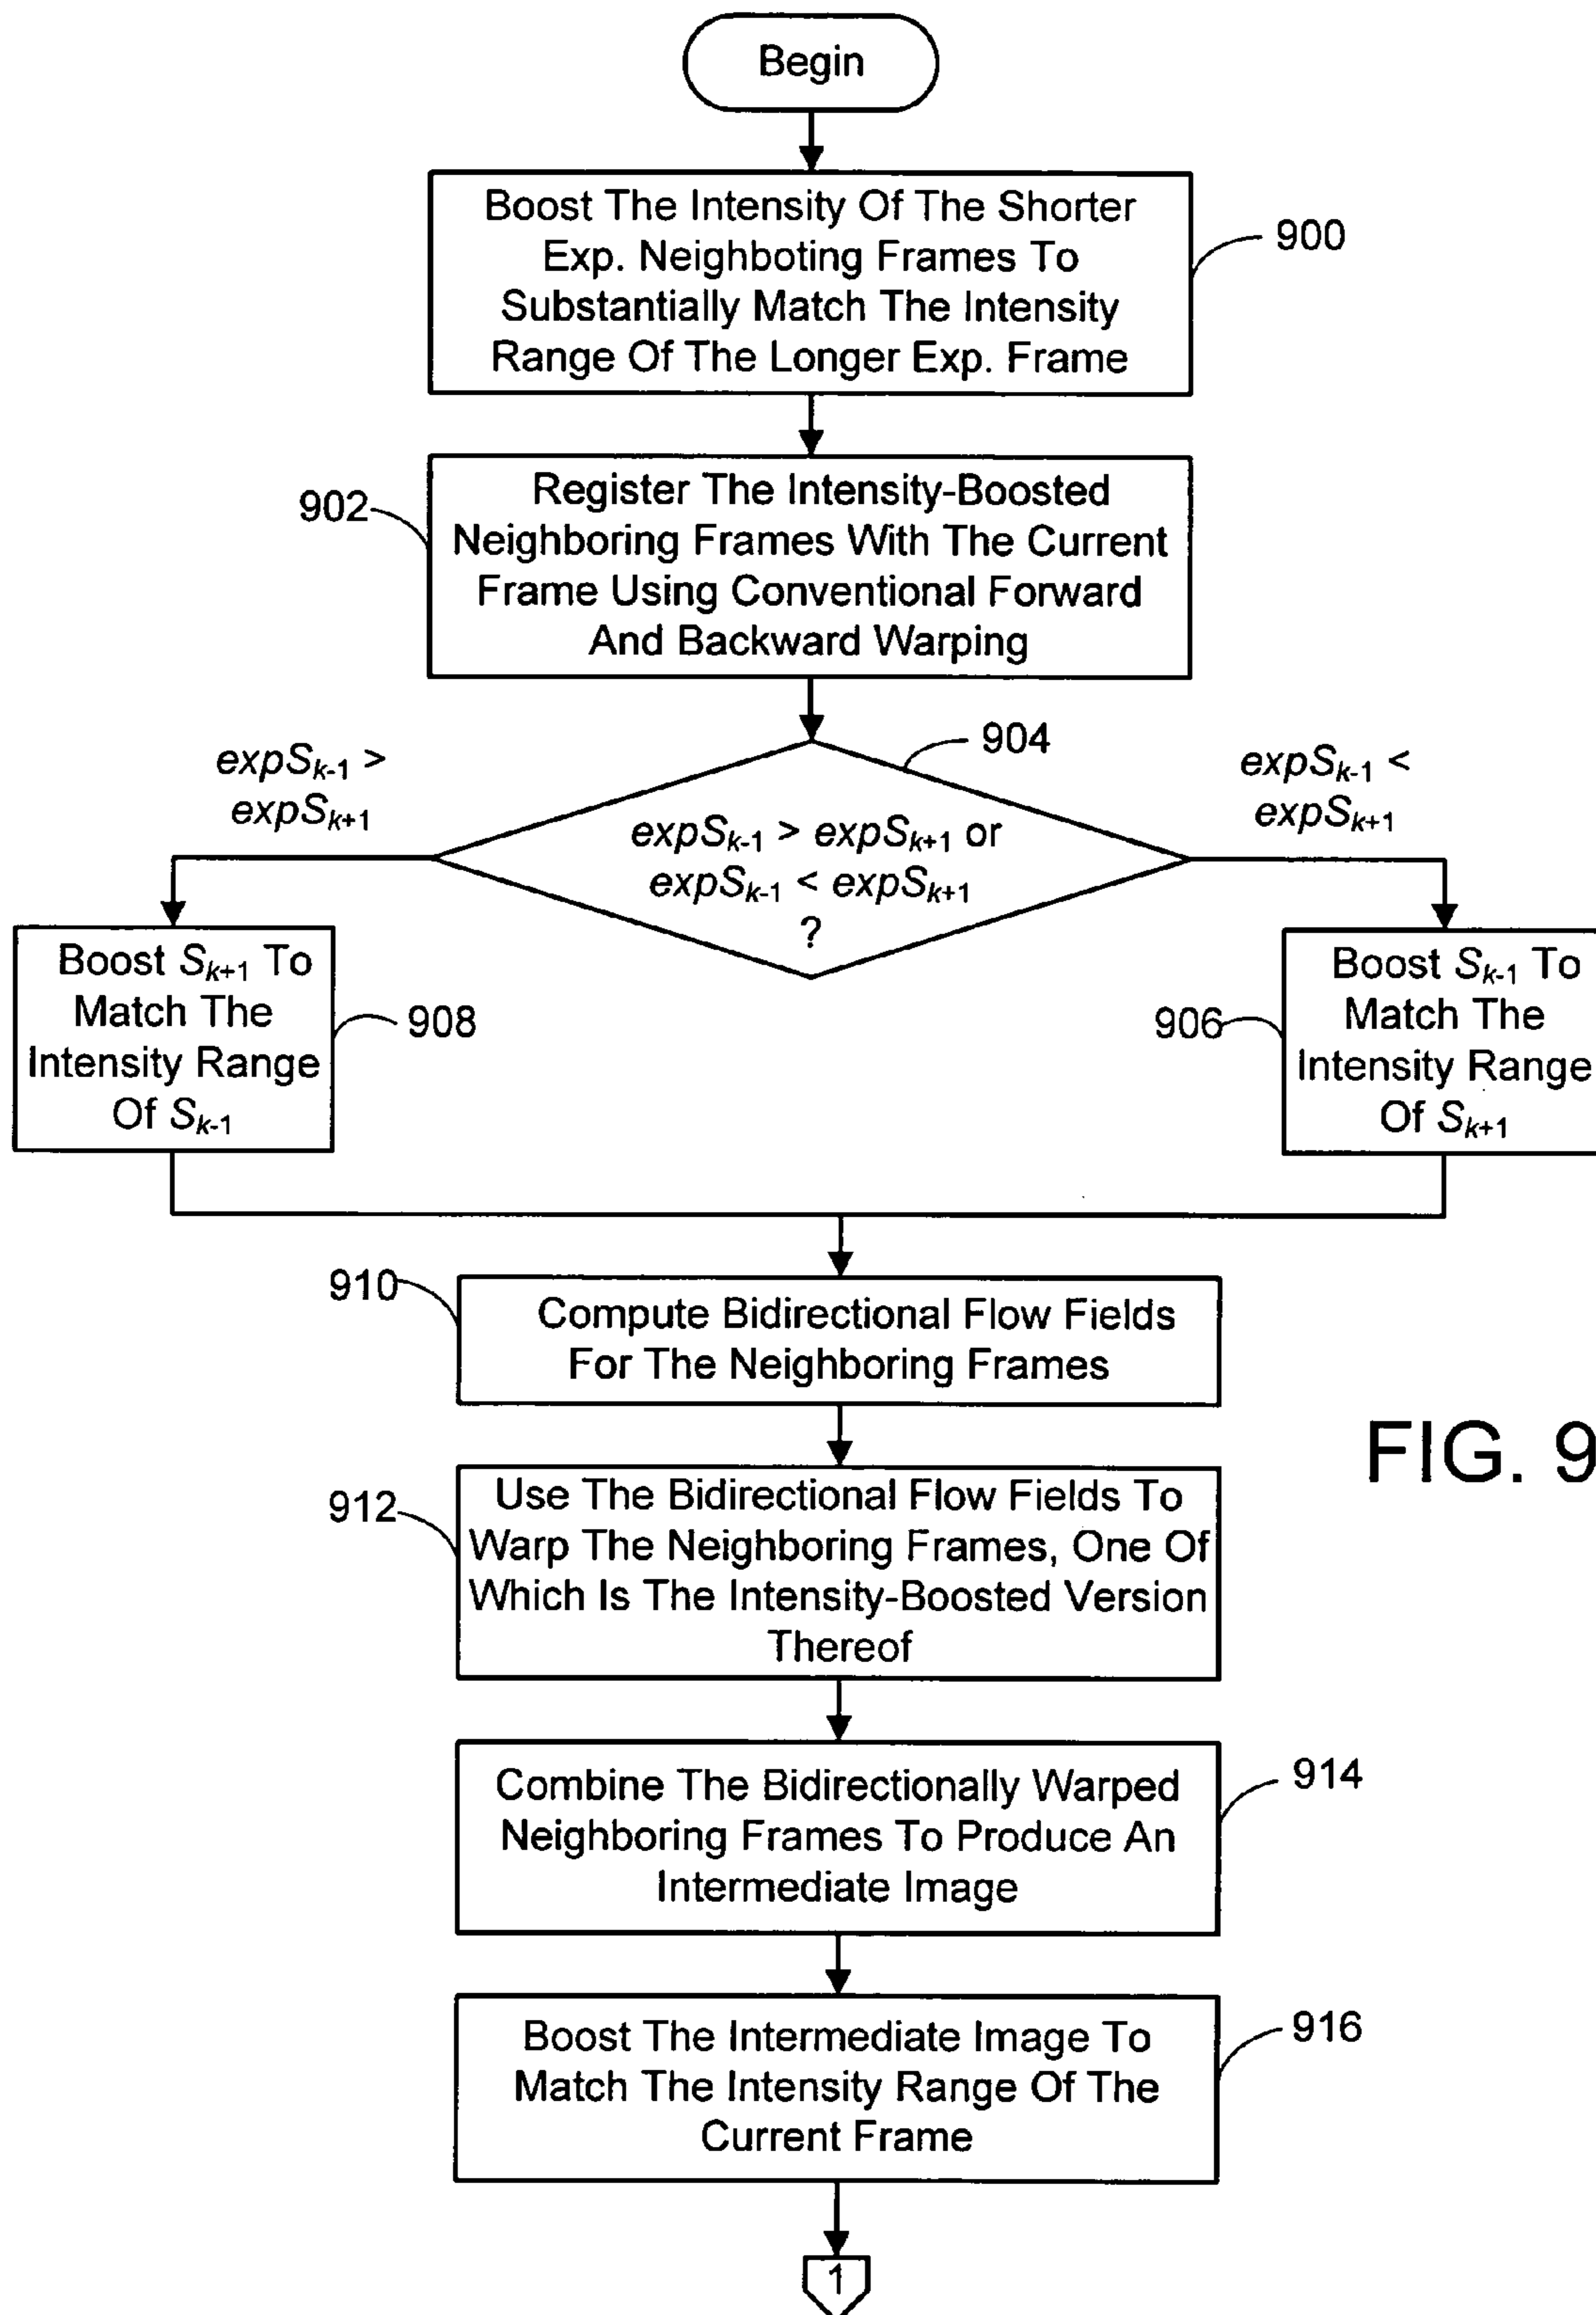 Begin
Boost The Intensity Of The Shorter
Exp. Neighboting Frames To
Substantially Match The Intensity
Range Of The Longer Exp. Frame
900
902
Register The Intensity-Boosted
Neighboring Frames With The Current
Frame Using Conventional Forward
And Backward Warping
904
expSk-1 >
expSk+1
expSk-1 > expSk+1 or
expSk-1 < expSk+1
?
expSk-1 <
expSk+1
Boost Sk+1 To
Match The
Intensity Range
Of Sk-1
908
906
Boost Sk-1 To
Match The
Intensity Range
Of Sk+1
910
Compute Bidirectional Flow Fields
For The Neighboring Frames
FIG. 9
912
Use The Bidirectional Flow Fields To
Warp The Neighboring Frames, One Of
Which Is The Intensity-Boosted Version
Thereof
Combine The Bidirectionally Warped
Neighboring Frames To Produce An
Intermediate Image
914
Boost The Intermediate Image To
Match The Intensity Range Of The
Current Frame
916
1